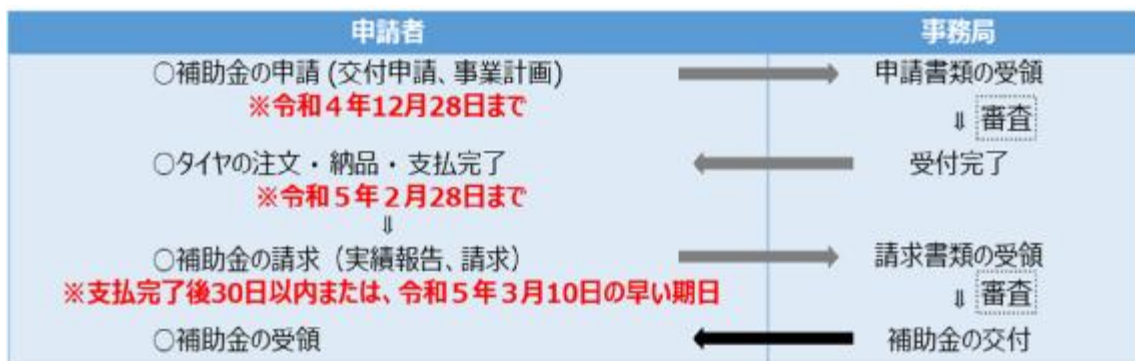 申請者 事務局
○補助金の申請 (交付申請、事業計画) 申請書類の受領
※令和４年12月28日まで
⇓ 審査
○タイヤの注文・納品・支払完了 受付完了
※令和５年２月28日まで
⇓
○補助金の請求（実績報告、請求） 請求書類の受領
※支払完了後30日以内または、令和５年３月10日の早い期日
⇓ 審査
○補助金の受領 補助金の交付